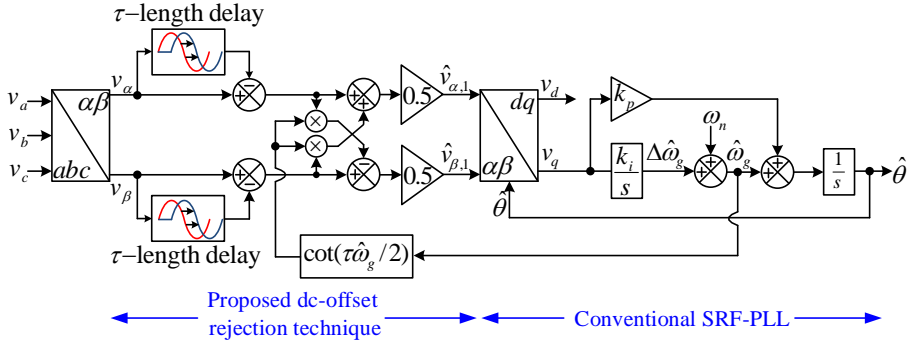 τ−length delay
v_α
v_a
v_b
v_c
αβ
abc
v_β
τ−length delay
+
−
+
−
×
×
+
+
+
−
0.5
0.5
v̂_α,1
v̂_β,1
dq
αβ
v_d
v_q
θ̂
k_p
k_i
s
Δω̂_g
ω_n
+
+
ω̂_g
+
+
1
s
θ̂
cot(τω̂_g/2)
Proposed dc-offset
rejection technique
Conventional SRF-PLL